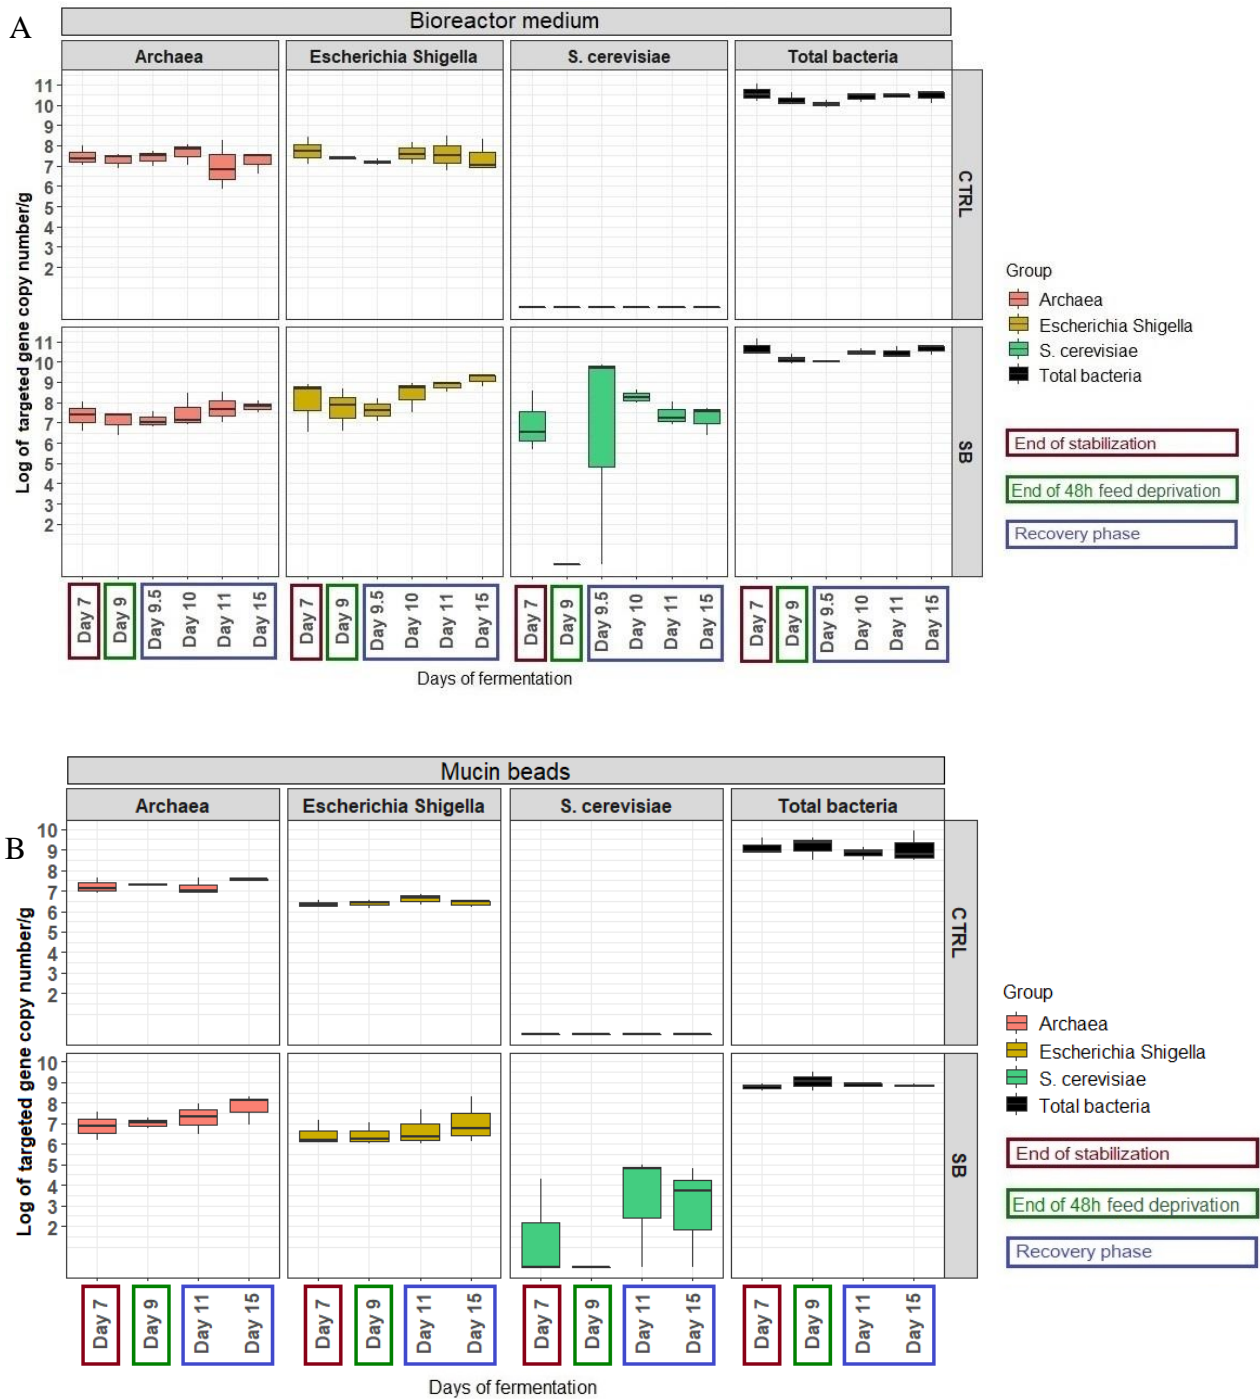 A
Bioreactor medium
Archaea
Escherichia Shigella
S. cerevisiae
Total bacteria
Log of targeted gene copy number/g
11
10
9
8
7
6
5
4
3
2
CTRL
11
10
9
8
7
6
5
4
3
2
SB
Group
Archaea
Escherichia Shigella
S. cerevisiae
Total bacteria
End of stabilization
End of 48h feed deprivation
Recovery phase
Day 7
Day 9
Day 9.5
Day 10
Day 11
Day 15
Day 7
Day 9
Day 9.5
Day 10
Day 11
Day 15
Day 7
Day 9
Day 9.5
Day 10
Day 11
Day 15
Day 7
Day 9
Day 9.5
Day 10
Day 11
Day 15
Days of fermentation
B
Mucin beads
Archaea
Escherichia Shigella
S. cerevisiae
Total bacteria
Log of targeted gene copy number/g
10
9
8
7
6
5
4
3
2
CTRL
10
9
8
7
6
5
4
3
2
SB
Group
Archaea
Escherichia Shigella
S. cerevisiae
Total bacteria
End of stabilization
End of 48h feed deprivation
Recovery phase
Day 7
Day 9
Day 11
Day 15
Day 7
Day 9
Day 11
Day 15
Day 7
Day 9
Day 11
Day 15
Day 7
Day 9
Day 11
Day 15
Days of fermentation